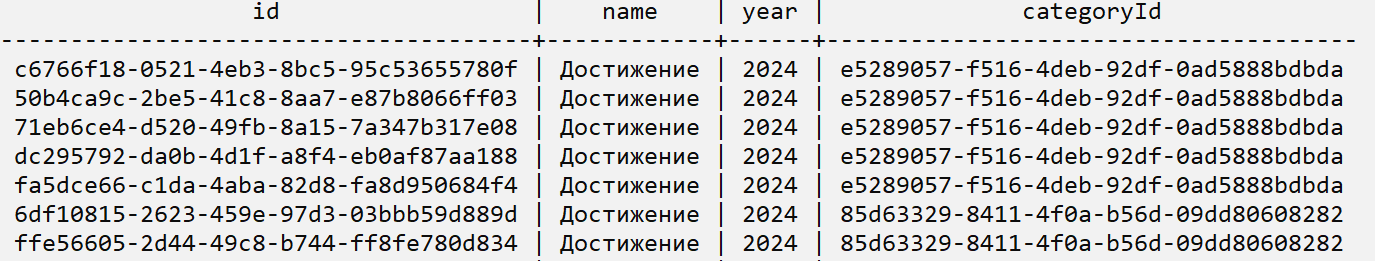 id | name | year | categoryId
--------------------------------------+------------+------+--------------------------------------
c6766f18-0521-4eb3-8bc5-95c53655780f | Достижение | 2024 | e5289057-f516-4deb-92df-0ad5888bdbda
50b4ca9c-2be5-41c8-8aa7-e87b8066ff03 | Достижение | 2024 | e5289057-f516-4deb-92df-0ad5888bdbda
71eb6ce4-d520-49fb-8a15-7a347b317e08 | Достижение | 2024 | e5289057-f516-4deb-92df-0ad5888bdbda
dc295792-da0b-4d1f-a8f4-eb0af87aa188 | Достижение | 2024 | e5289057-f516-4deb-92df-0ad5888bdbda
fa5dce66-c1da-4aba-82d8-fa8d950684f4 | Достижение | 2024 | e5289057-f516-4deb-92df-0ad5888bdbda
6df10815-2623-459e-97d3-03bbb59d889d | Достижение | 2024 | 85d63329-8411-4f0a-b56d-09dd80608282
ffe56605-2d44-49c8-b744-ff8fe780d834 | Достижение | 2024 | 85d63329-8411-4f0a-b56d-09dd80608282